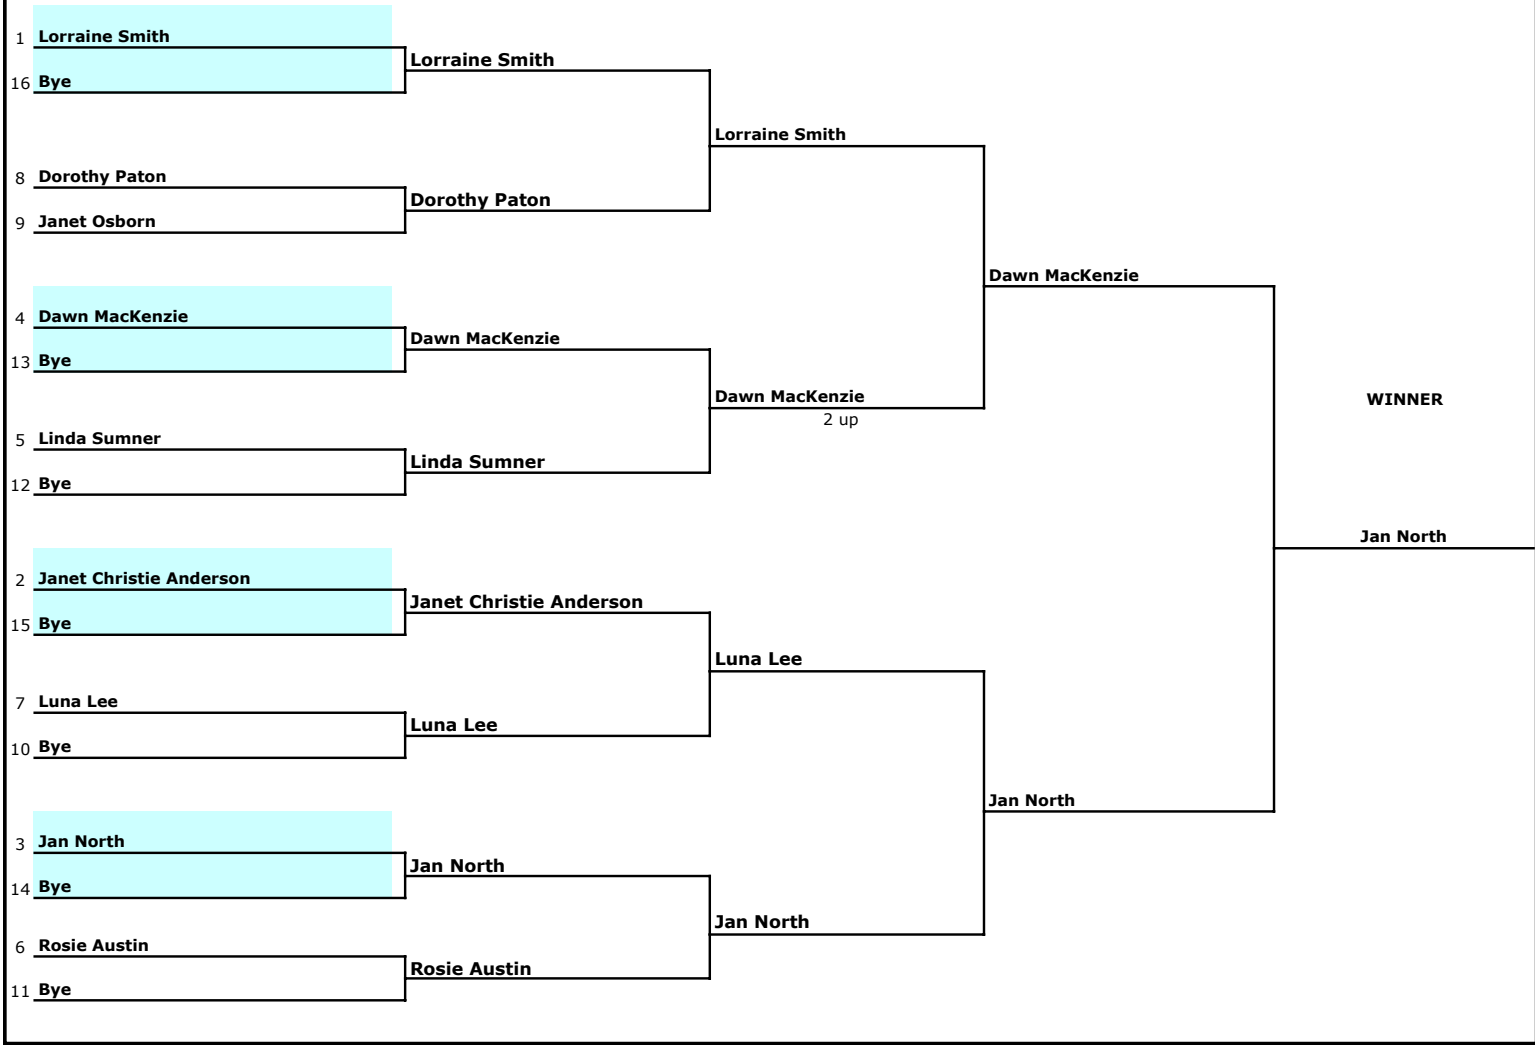 1 Lorraine Smith
Lorraine Smith
16 Bye
Lorraine Smith
8 Dorothy Paton
Dorothy Paton
9 Janet Osborn
Dawn MacKenzie
4 Dawn MacKenzie
Dawn MacKenzie
13 Bye
Dawn MacKenzie
WINNER
2 up
5 Linda Sumner
Linda Sumner
12 Bye
Jan North
2 Janet Christie Anderson
Janet Christie Anderson
15 Bye
Luna Lee
7 Luna Lee
Luna Lee
10 Bye
Jan North
3 Jan North
Jan North
14 Bye
Jan North
6 Rosie Austin
Rosie Austin
11 Bye